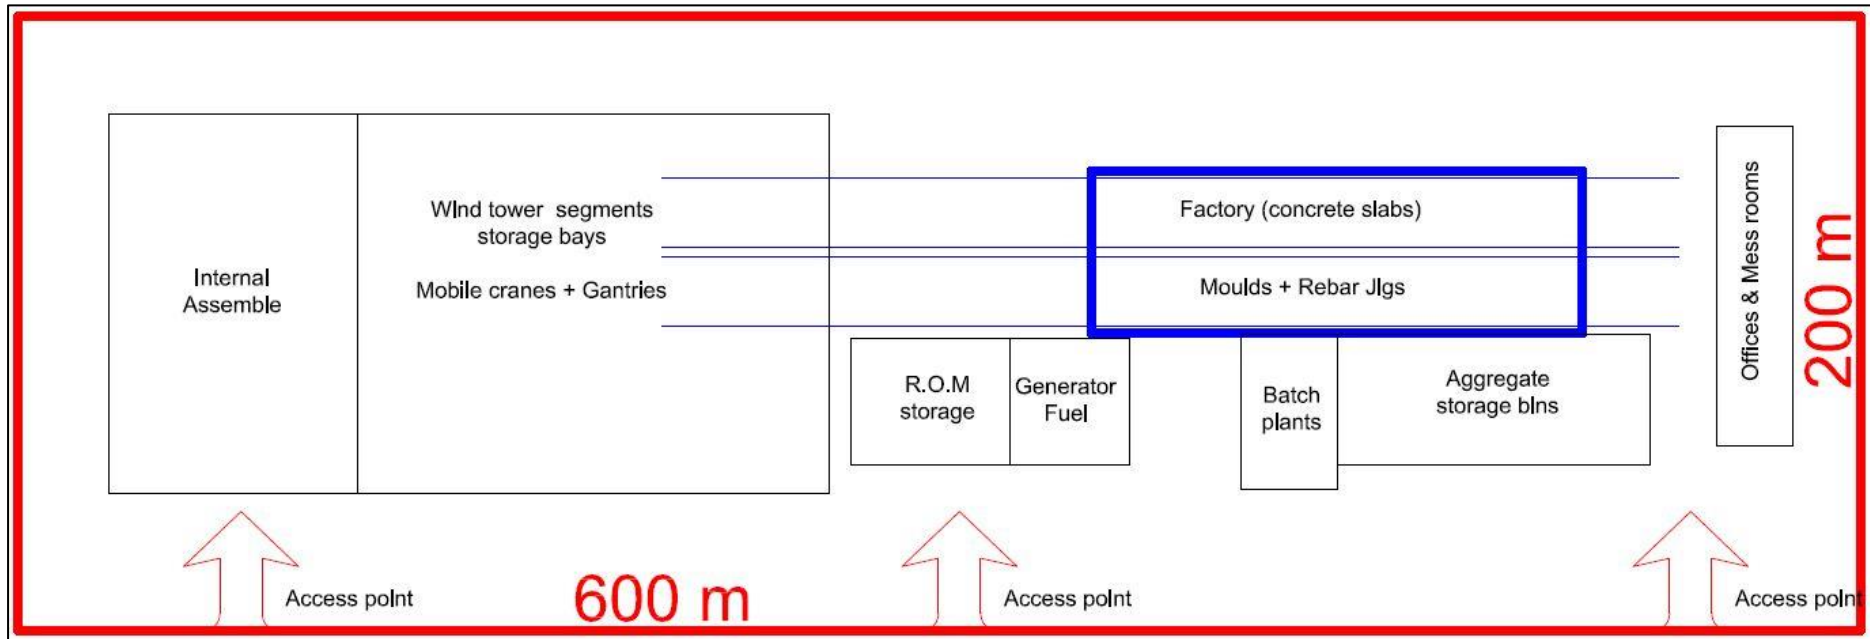 Internal
Assemble
Wind tower segments
storage bays
Mobile cranes + Gantries
Factory (concrete slabs)
Moulds + Rebar Jigs
R.O.M
storage
Generator
Fuel
Batch
plants
Aggregate
storage bins
Offices & Mess rooms
200 m
Access point
600 m
Access point
Access point